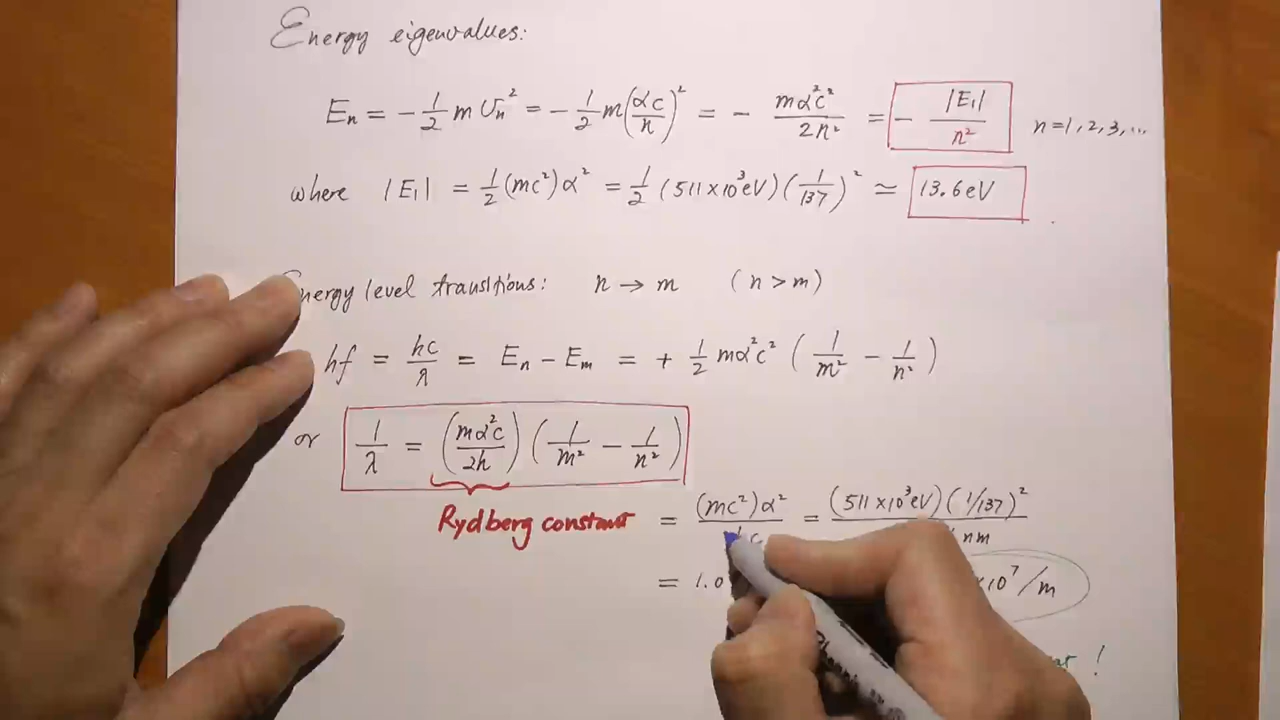 Energy eigenvalues:
Eₙ = -1/2 m vₙ² = -1/2 m(αc/n)² = - mα²c²/2n² = - |E₁|/n² n=1,2,3,...
where |E₁| = 1/2 (mc²)α² = 1/2 (511×10³eV)(1/137)² ≃ 13.6eV
Energy level transitions: n → m (n > m)
hf = hc/λ = Eₙ - Eₘ = + 1/2 mα²c² (1/m² - 1/n²)
or 1/λ = (mα²c/2h) (1/m² - 1/n²)
Rydberg constant = (mc²)α²/ c = (511×10³eV)(1/137)²/ nm
= 1.0 ×10⁷/m
!